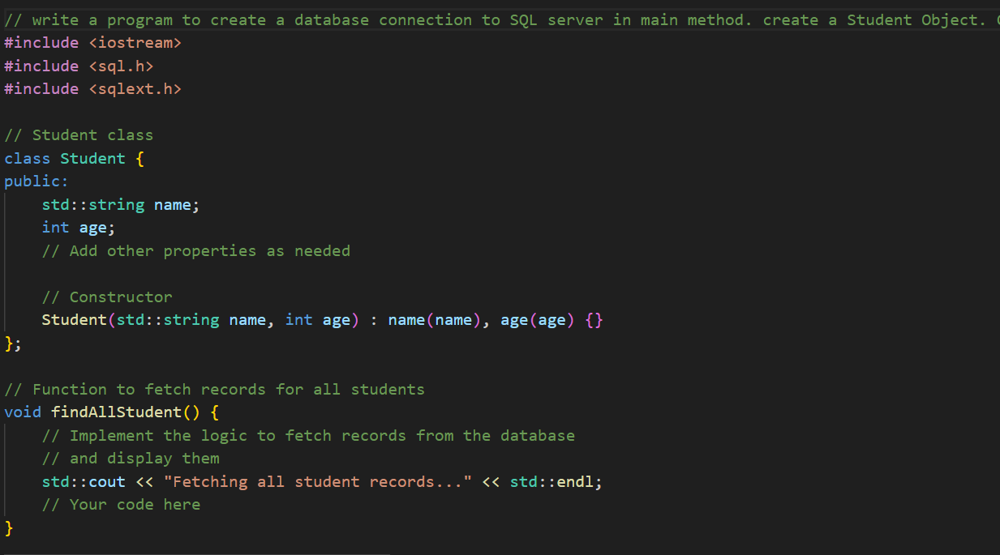 // write a program to create a database connection to SQL server in main method. create a Student Object.
#include <iostream>
#include <sql.h>
#include <sqlext.h>
// Student class
class Student {
public:
    std::string name;
    int age;
    // Add other properties as needed
    // Constructor
    Student(std::string name, int age) : name(name), age(age) {}
};
// Function to fetch records for all students
void findAllStudent() {
    // Implement the logic to fetch records from the database
    // and display them
    std::cout << "Fetching all student records..." << std::endl;
    // Your code here
}